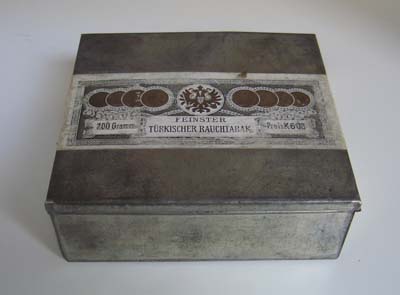 FEINSTER
200 Gramm. TÜRKISCHER RAUCHTABAK. Preis K